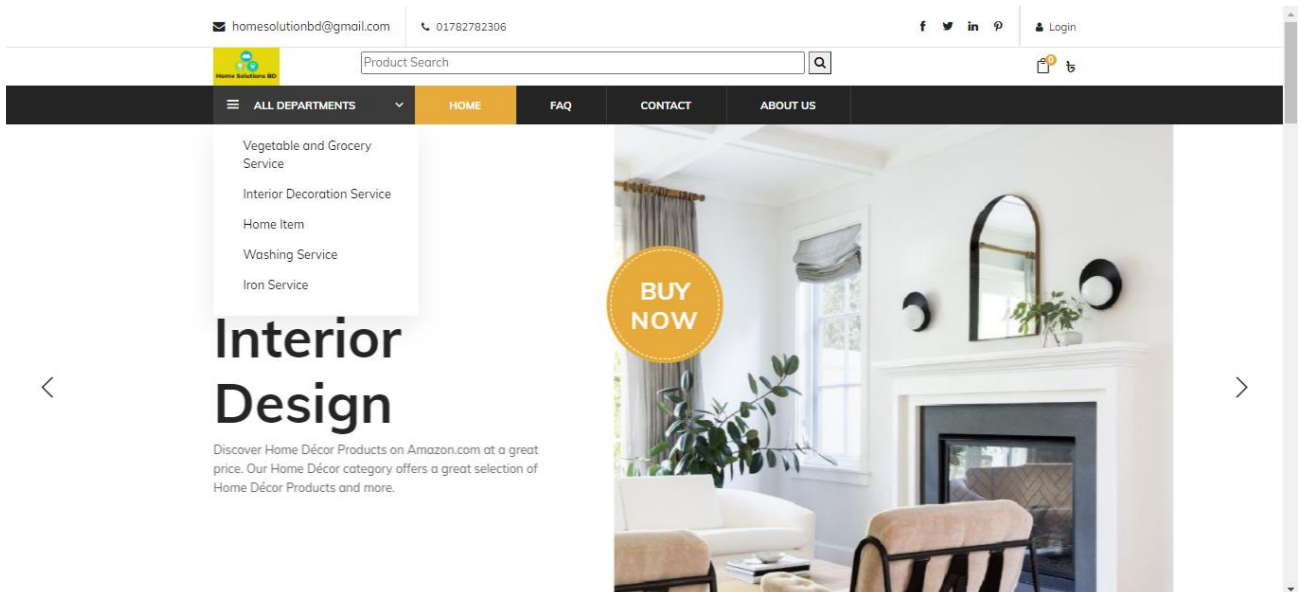 homesolutionbd@gmail.com
01782782306
Login
Home Solutions BD
Product Search
0
৳
ALL DEPARTMENTS
HOME
FAQ
CONTACT
ABOUT US
Vegetable and Grocery
Service
Interior Decoration Service
Home Item
Washing Service
Iron Service
Interior
Design
Discover Home Décor Products on Amazon.com at a great
price. Our Home Décor category offers a great selection of
Home Décor Products and more.
BUY
NOW